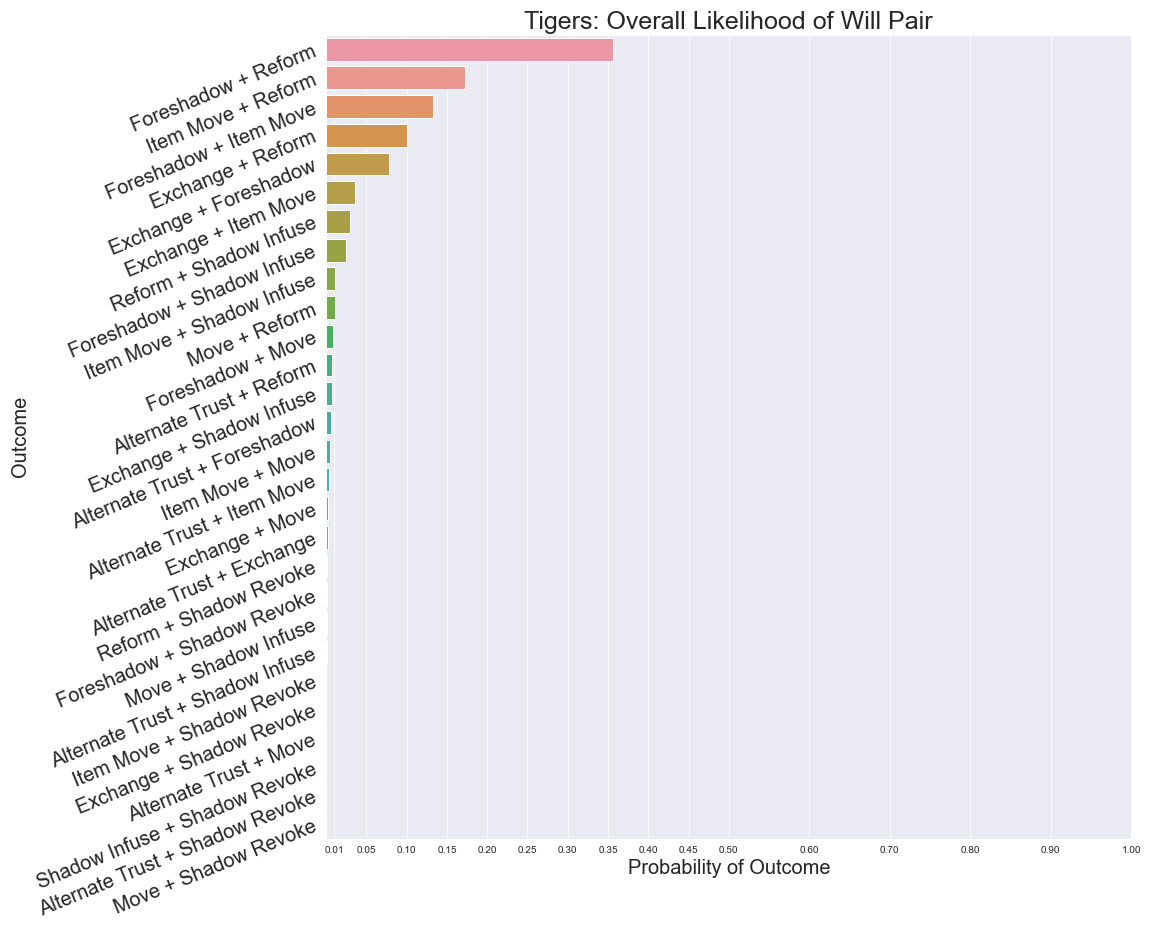 Tigers: Overall Likelihood of Will Pair
Foreshadow + Reform
Item Move + Reform
Foreshadow + Item Move
Exchange + Reform
Exchange + Foreshadow
Exchange + Item Move
Reform + Shadow Infuse
Foreshadow + Shadow Infuse
Item Move + Shadow Infuse
Move + Reform
Foreshadow + Move
Alternate Trust + Reform
Exchange + Shadow Infuse
Alternate Trust + Foreshadow
Item Move + Move
Alternate Trust + Item Move
Exchange + Move
Alternate Trust + Exchange
Reform + Shadow Revoke
Foreshadow + Shadow Revoke
Move + Shadow Infuse
Alternate Trust + Shadow Infuse
Item Move + Shadow Revoke
Exchange + Shadow Revoke
Alternate Trust + Move
Shadow Infuse + Shadow Revoke
Alternate Trust + Shadow Revoke
Move + Shadow Revoke
Outcome
0.01 0.05 0.10 0.15 0.20 0.25 0.30 0.35 0.40 0.45 0.50 0.60 0.70 0.80 0.90 1.00
Probability of Outcome